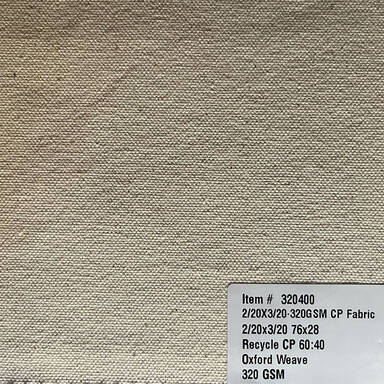 Item # 320400
2/20X3/20-320GSM CP Fabric
2/20x3/20 76x28
Recycle CP 60:40
Oxford Weave
320 GSM